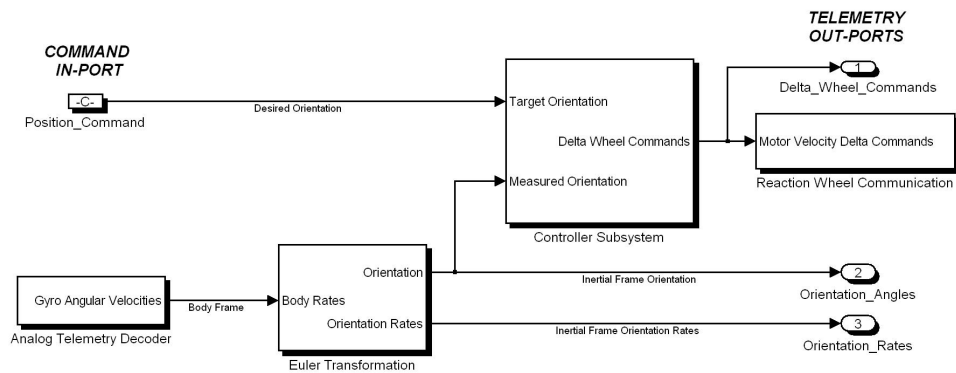 TELEMETRY
OUT-PORTS
COMMAND
IN-PORT
-C-
Position_Command
Desired Orientation
Target Orientation
Delta Wheel Commands
Measured Orientation
Controller Subsystem
1
Delta_Wheel_Commands
Motor Velocity Delta Commands
Reaction Wheel Communication
Gyro Angular Velocities
Analog Telemetry Decoder
Body Frame
Body Rates
Orientation
Orientation Rates
Euler Transformation
Inertial Frame Orientation
2
Orientation_Angles
Inertial Frame Orientation Rates
3
Orientation_Rates